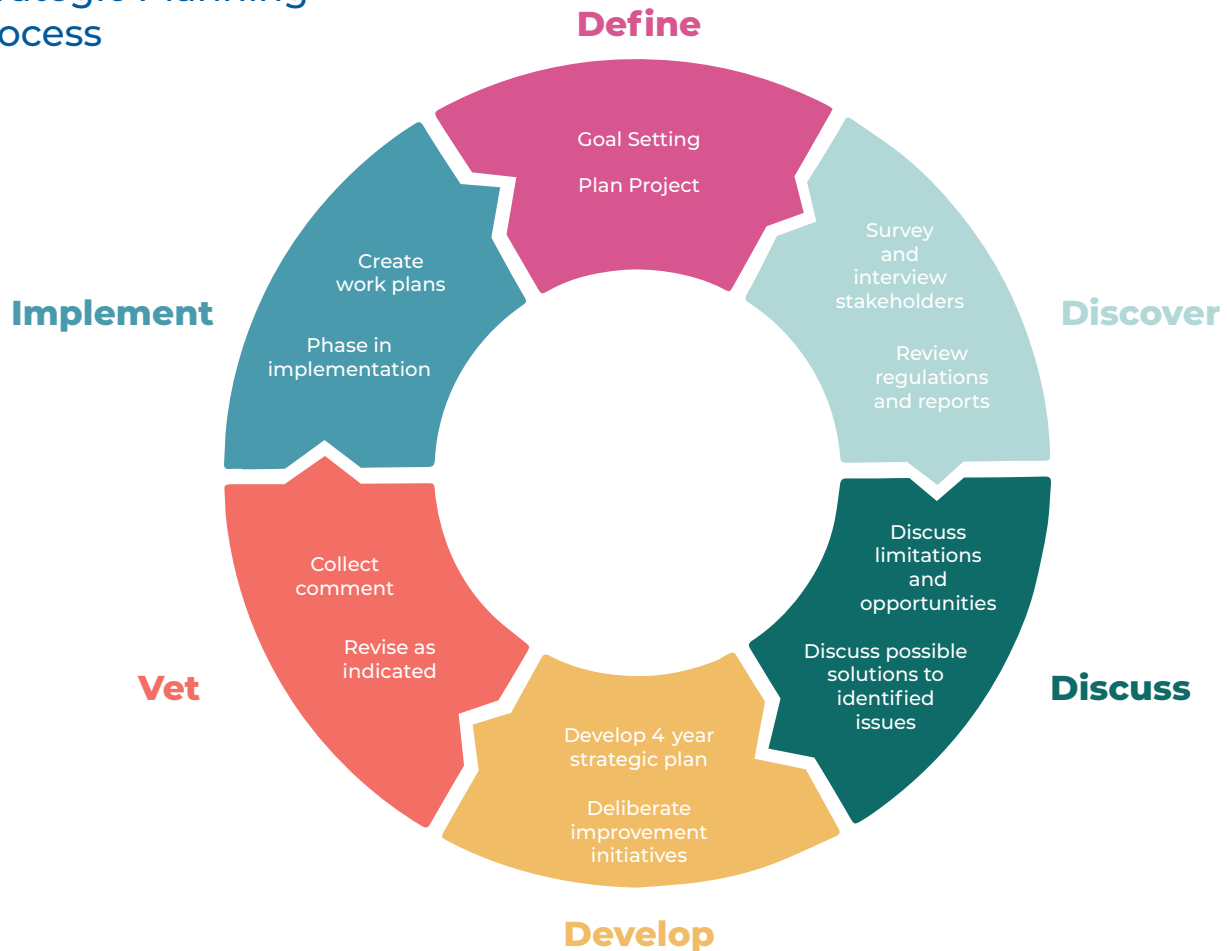 ocess
Define
Goal Setting
Plan Project
Survey
and
interview
stakeholders
Review
regulations
and reports
Discover
Discuss
limitations
and
opportunities
Discuss possible
solutions to
identified
issues
Discuss
Develop 4 year
strategic plan
Deliberate
improvement
initiatives
Develop
Collect
comment
Revise as
indicated
Vet
Create
work plans
Phase in
implementation
Implement